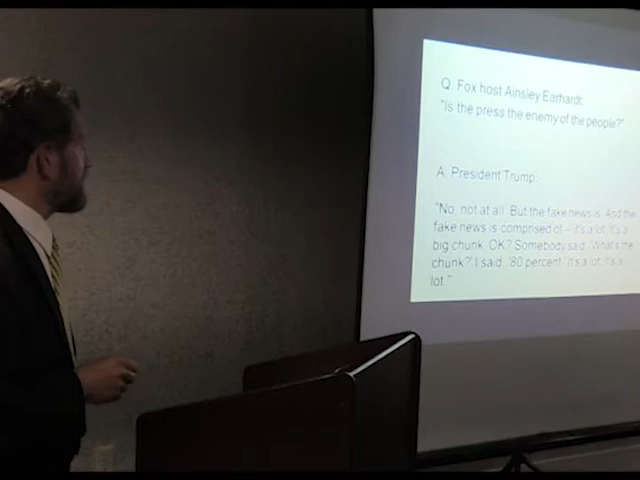 Q. Fox host Ainsley Earhardt:
"Is the press the enemy of the people?"
A. President Trump:
"No, not at all. But the fake news is. And the
fake news is comprised of – it's a lot. It's a
big chunk, OK? Somebody said, 'What's the
chunk?' I said, '80 percent.' It's a lot. It's a
lot."